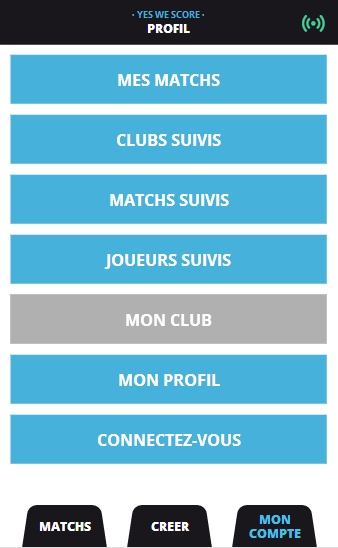 · YES WE SCORE ·
PROFIL
MES MATCHS
CLUBS SUIVIS
MATCHS SUIVIS
JOUEURS SUIVIS
MON CLUB
MON PROFIL
CONNECTEZ-VOUS
MATCHS
CREER
MON
COMPTE